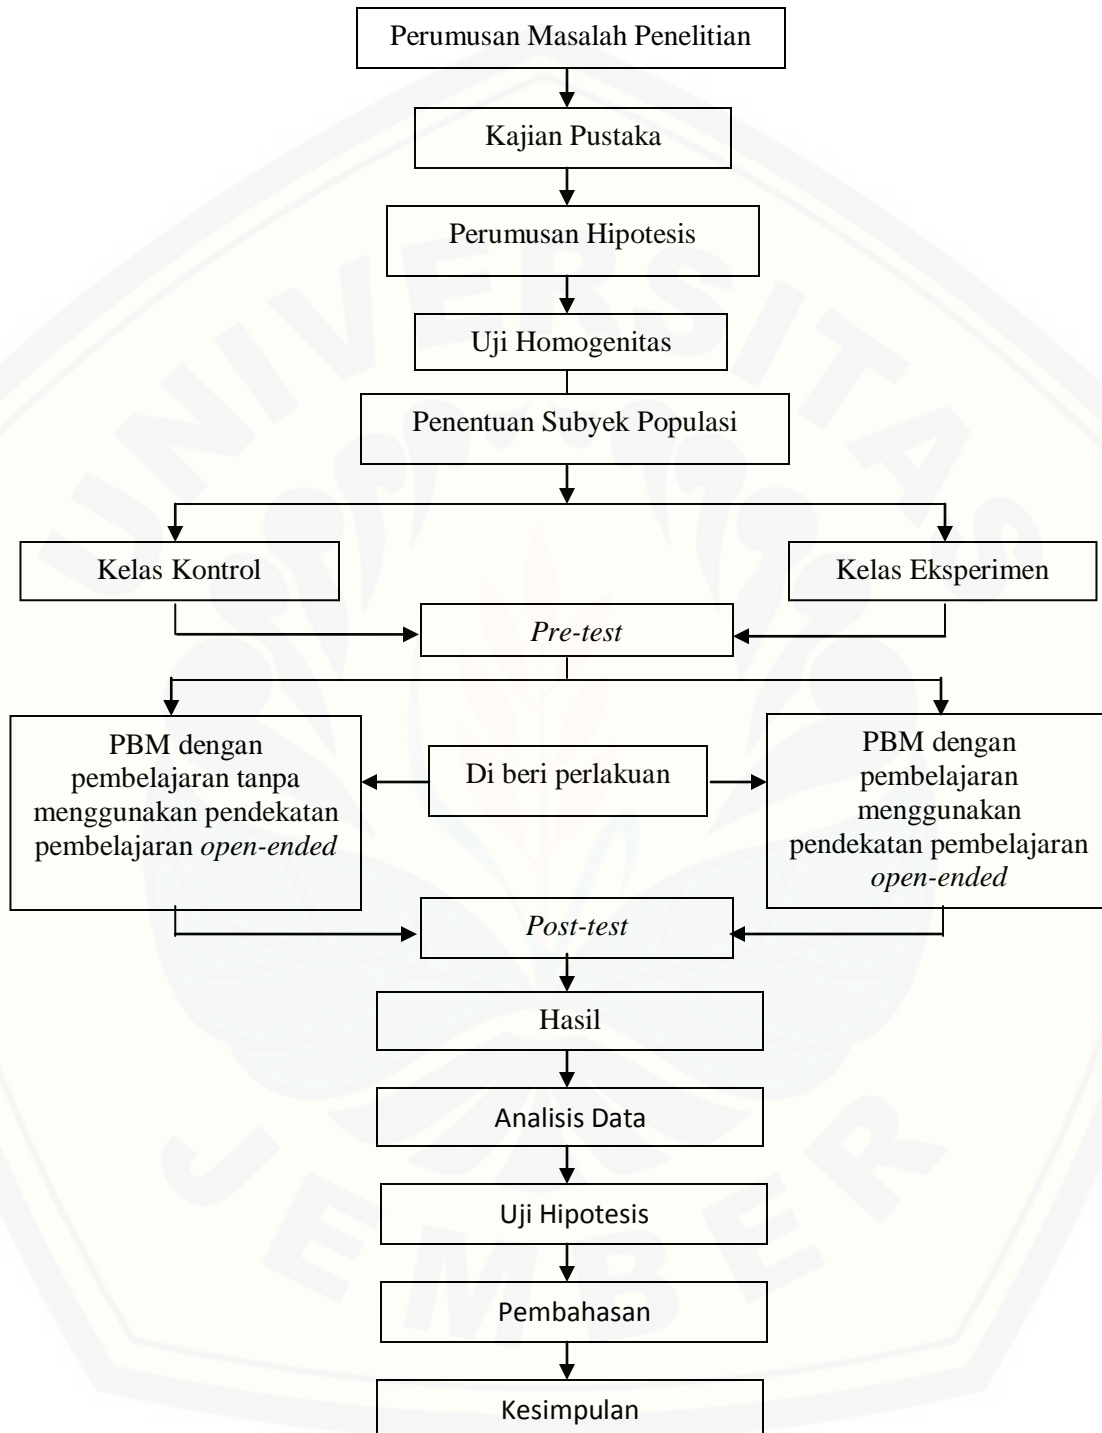 Perumusan Masalah Penelitian
Kajian Pustaka
Perumusan Hipotesis
Uji Homogenitas
Penentuan Subyek Populasi
Kelas Kontrol
Kelas Eksperimen
Pre-test
PBM dengan
pembelajaran tanpa
menggunakan pendekatan
pembelajaran open-ended
Di beri perlakuan
PBM dengan
pembelajaran
menggunakan
pendekatan pembelajaran
open-ended
Post-test
Hasil
Analisis Data
Uji Hipotesis
Pembahasan
Kesimpulan
UNIVERSITAS
JEMBER